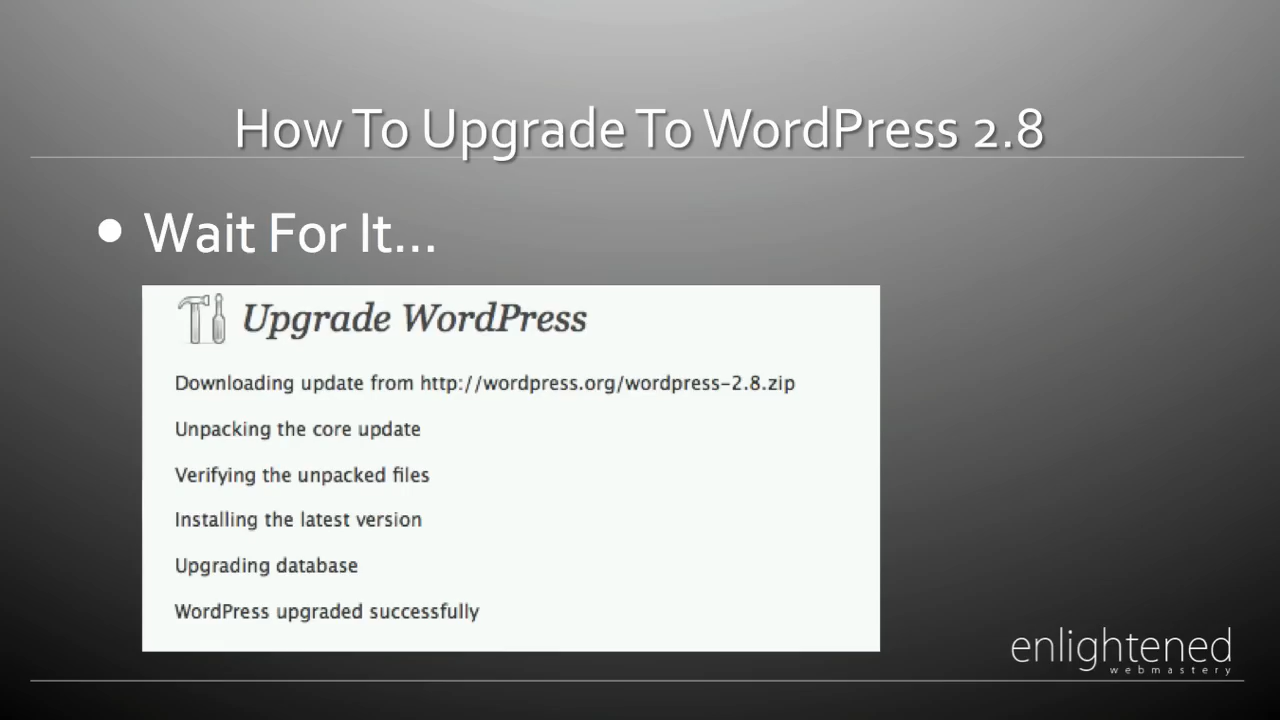 How To Upgrade To WordPress 2.8
• Wait For It...
Upgrade WordPress
Downloading update from http://wordpress.org/wordpress-2.8.zip
Unpacking the core update
Verifying the unpacked files
Installing the latest version
Upgrading database
WordPress upgraded successfully
enlightened
webmastery